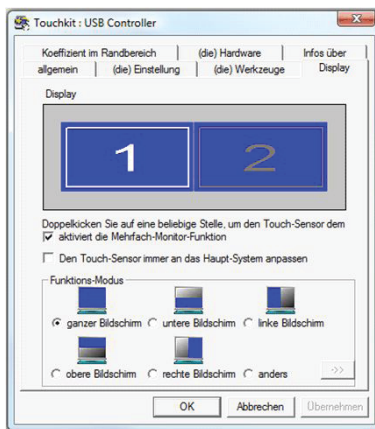 Touchkit : USB Controller
Koeffizient im Randbereich (die) Hardware Infos über
allgemein (die) Einstellung (die) Werkzeuge Display
Display
1 2
Doppelkicken Sie auf eine beliebige Stelle, um den Touch-Sensor dem
aktiviert die Mehrfach-Monitor-Funktion
Den Touch-Sensor immer an das Haupt-System anpassen
Funktions-Modus
ganzer Bildschirm untere Bildschim linke Bildschirm
obere Bildschirm rechte Bildschim anders ->>
OK Abbrechen Übernehmen